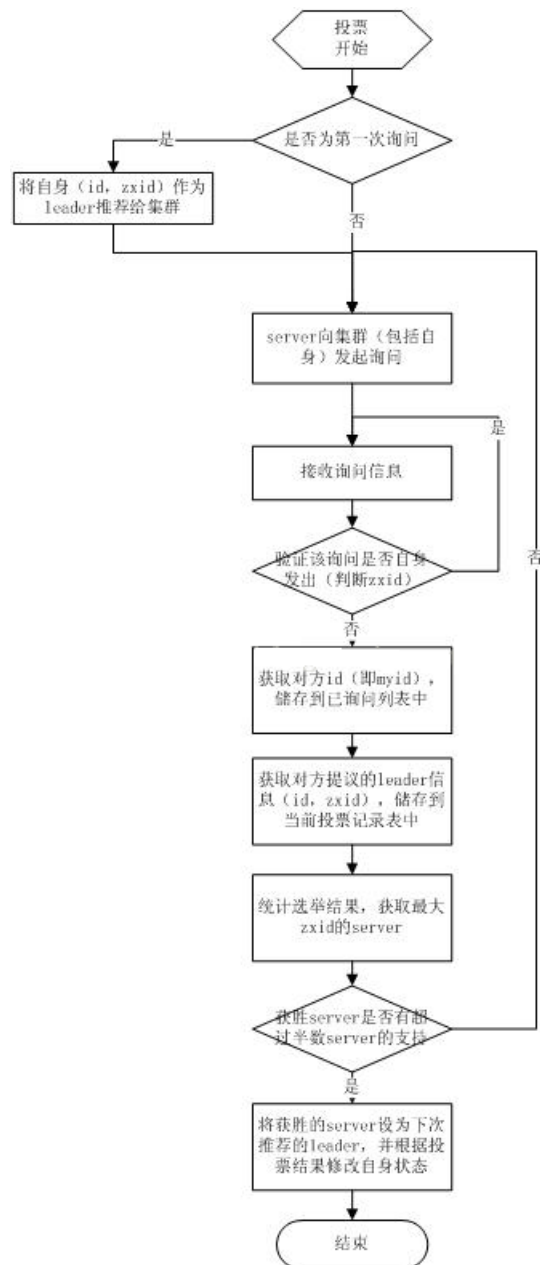 投票
开始
是否为第一次询问
是
将自身（id，zxid）作为
leader推荐给集群
否
server向集群（包括自
身）发起询问
是
接收询问信息
验证该询问是否自身
发出（判断zxid）
否
否
获取对方id（即myid），
储存到已询问列表中
获取对方提议的leader信
息（id，zxid），储存到
当前投票记录表中
统计选举结果，获取最大
zxid的server
获胜server是否有超
过半数server的支持
是
将获胜的server设为下次
推荐的leader，并根据投
票结果修改自身状态
结束